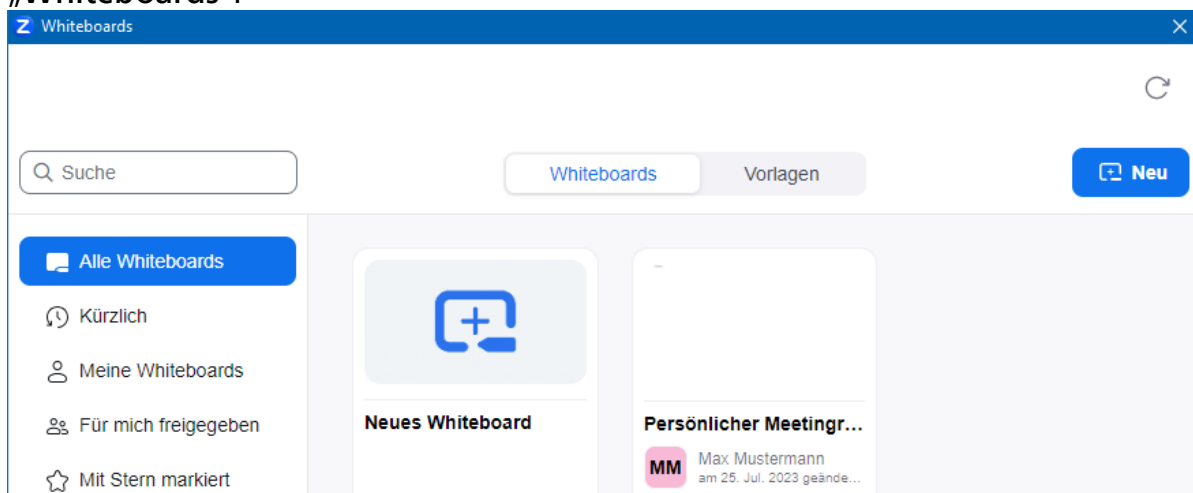 „Whiteboards“.
Whiteboards
Suche
Whiteboards
Vorlagen
Neu
Alle Whiteboards
Kürzlich
Meine Whiteboards
Für mich freigegeben
Mit Stern markiert
Neues Whiteboard
Persönlicher Meetingr...
MM
Max Mustermann
am 25. Jul. 2023 geände...